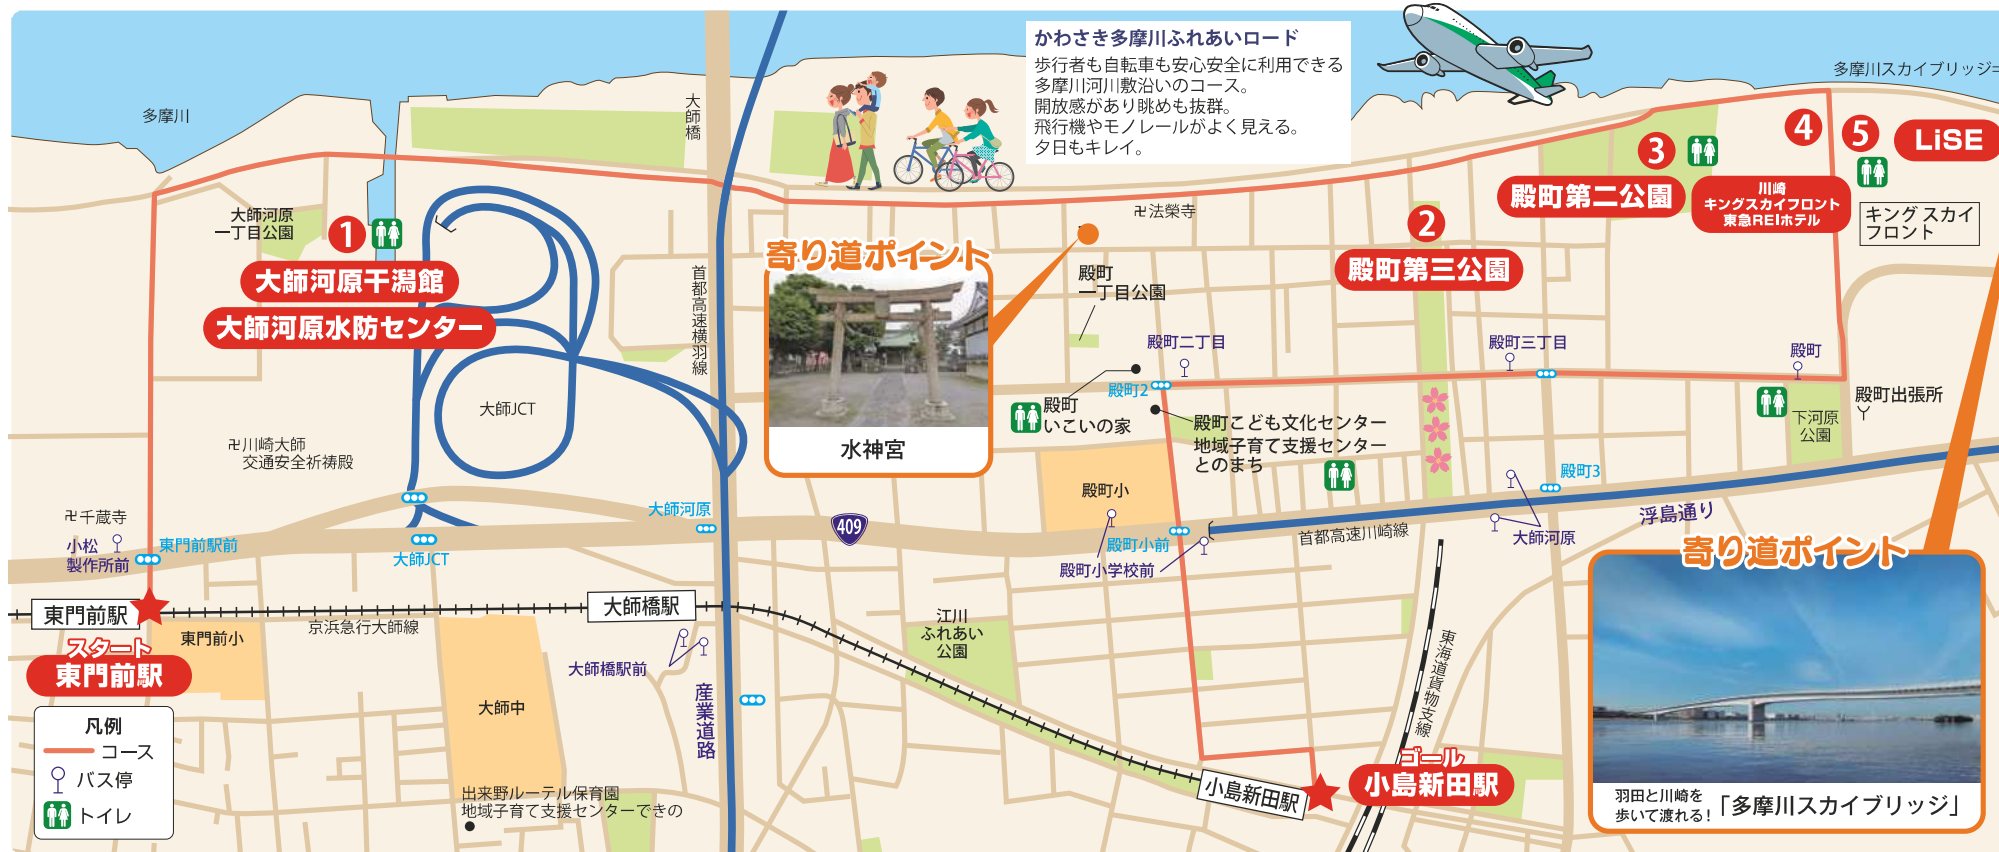 かわさき多摩川ふれあいロード
歩行者も自転車も安心安全に利用できる
多摩川河川敷沿いのコース。
開放感があり眺めも抜群。
飛行機やモノレールがよく見える。
夕日もキレイ。
多摩川スカイブリッジ
多摩川
大師橋
4
5
LiSE
3
殿町第二公園
川崎
キングスカイフロント
東急REIホテル
キング スカイ
フロント
卍法榮寺
大師河原
一丁目公園
1
大師河原干潟館
大師河原水防センター
2
殿町第三公園
首都高速横羽線
寄り道ポイント
水神宮
殿町
一丁目公園
殿町二丁目
殿町三丁目
殿町
殿町2
殿町
いこいの家
殿町出張所
下河原
公園
大師JCT
卍川崎大師
交通安全祈祷殿
殿町こども文化センター
地域子育て支援センター
とのまち
殿町3
殿町小
大師河原
409
浮島通り
首都高速川崎線
大師河原
卍千蔵寺
小松
製作所前
東門前駅前
大師JCT
殿町小前
殿町小学校前
東門前駅
大師橋駅
京浜急行大師線
東門前小
スタート
東門前駅
大師橋駅前
江川
ふれあい
公園
東海道貨物支線
産業道路
大師中
凡例
コース
バス停
トイレ
出来野ルーテル保育園
地域子育て支援センターできの
小島新田駅
ゴール
小島新田駅
寄り道ポイント
羽田と川崎を
歩いて渡れる!
「多摩川スカイブリッジ」